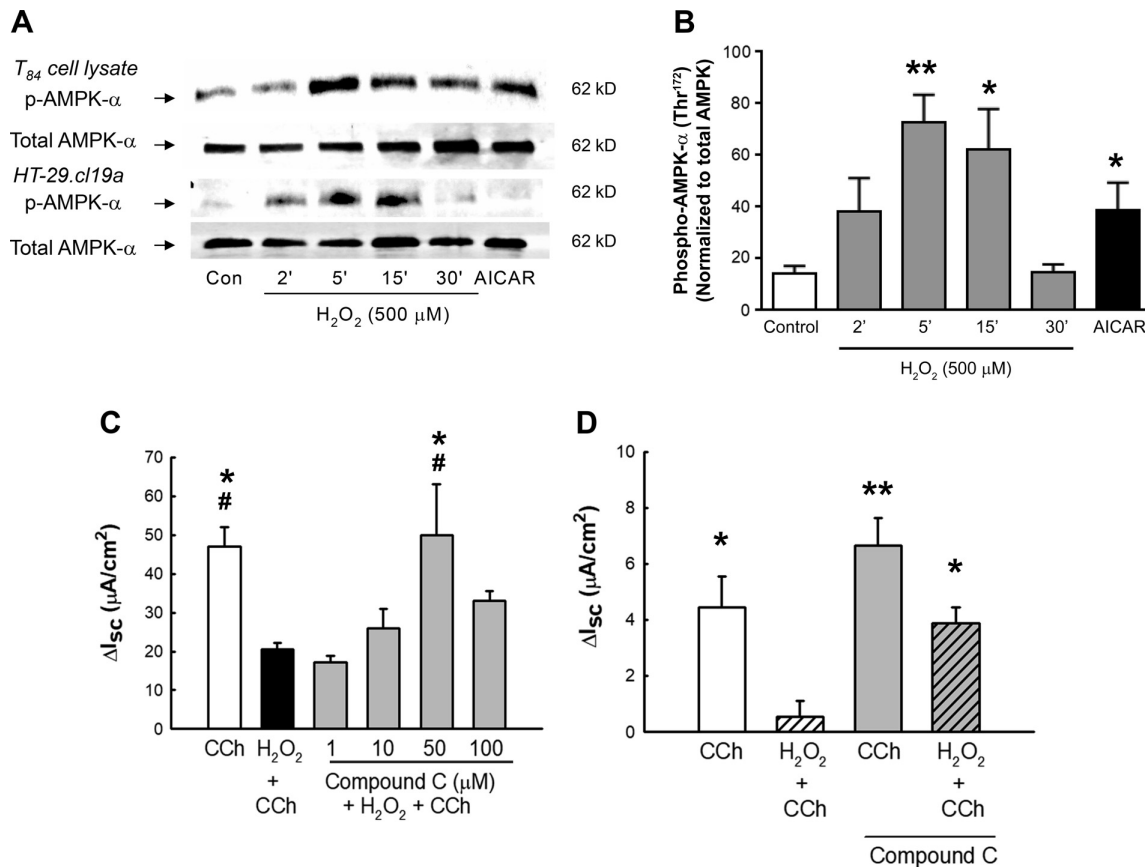 A
T84 cell lysate
p-AMPK-α
62 kD
Total AMPK-α
62 kD
HT-29.cl19a
p-AMPK-α
62 kD
Total AMPK-α
62 kD
Con 2' 5' 15' 30' AICAR
H2O2 (500 μM)
B
Phospho-AMPK-α (Thr172)
(Normalized to total AMPK)
100
80
60
40
20
0
**
*
*
Control 2' 5' 15' 30' AICAR
H2O2 (500 μM)
C
ΔISC (μA/cm2)
70
60
50
40
30
20
10
0
*
#
*
#
CCh H2O2 1 10 50 100
+ Compound C (μM)
CCh + H2O2 + CCh
D
ΔISC (μA/cm2)
10
8
6
4
2
0
*
**
*
CCh H2O2 CCh H2O2
+ +
CCh CCh
Compound C